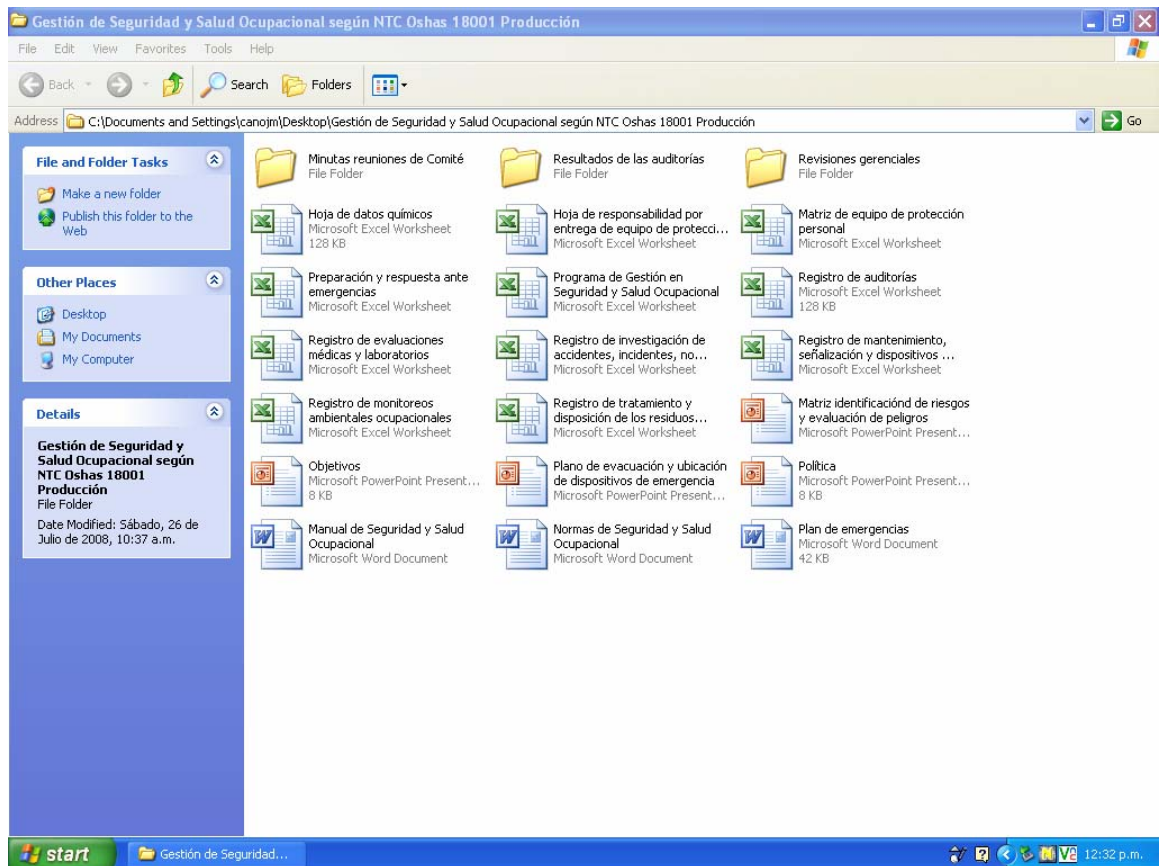 Gestión de Seguridad y Salud Ocupacional según NTC Oshas 18001 Producción
File Edit View Favorites Tools Help
Back Search Folders
Address C:\Documents and Settings\canojm\Desktop\Gestión de Seguridad y Salud Ocupacional según NTC Oshas 18001 Producción Go
File and Folder Tasks
Make a new folder
Publish this folder to the
Web
Other Places
Desktop
My Documents
My Computer
Details
Gestión de Seguridad y
Salud Ocupacional según
NTC Oshas 18001
Producción
File Folder
Date Modified: Sábado, 26 de
Julio de 2008, 10:37 a.m.
Minutas reuniones de Comité
File Folder
Resultados de las auditorías
File Folder
Revisiones gerenciales
File Folder
Hoja de datos químicos
Microsoft Excel Worksheet
128 KB
Hoja de responsabilidad por
entrega de equipo de protecci...
Microsoft Excel Worksheet
Matriz de equipo de protección
personal
Microsoft Excel Worksheet
Preparación y respuesta ante
emergencias
Microsoft Excel Worksheet
Programa de Gestión en
Seguridad y Salud Ocupacional
Microsoft Excel Worksheet
Registro de auditorías
Microsoft Excel Worksheet
128 KB
Registro de evaluaciones
médicas y laboratorios
Microsoft Excel Worksheet
Registro de investigación de
accidentes, incidentes, no...
Microsoft Excel Worksheet
Registro de mantenimiento,
señalización y dispositivos ...
Microsoft Excel Worksheet
Registro de monitoreos
ambientales ocupacionales
Microsoft Excel Worksheet
Registro de tratamiento y
disposición de los residuos...
Microsoft Excel Worksheet
Matriz identificaciónd de riesgos
y evaluación de peligros
Microsoft PowerPoint Present...
Objetivos
Microsoft PowerPoint Present...
8 KB
Plano de evacuación y ubicación
de dispositivos de emergencia
Microsoft PowerPoint Present...
Política
Microsoft PowerPoint Present...
8 KB
Manual de Seguridad y Salud
Ocupacional
Microsoft Word Document
Normas de Seguridad y Salud
Ocupacional
Microsoft Word Document
Plan de emergencias
Microsoft Word Document
42 KB
start Gestión de Seguridad... 12:32 p.m.